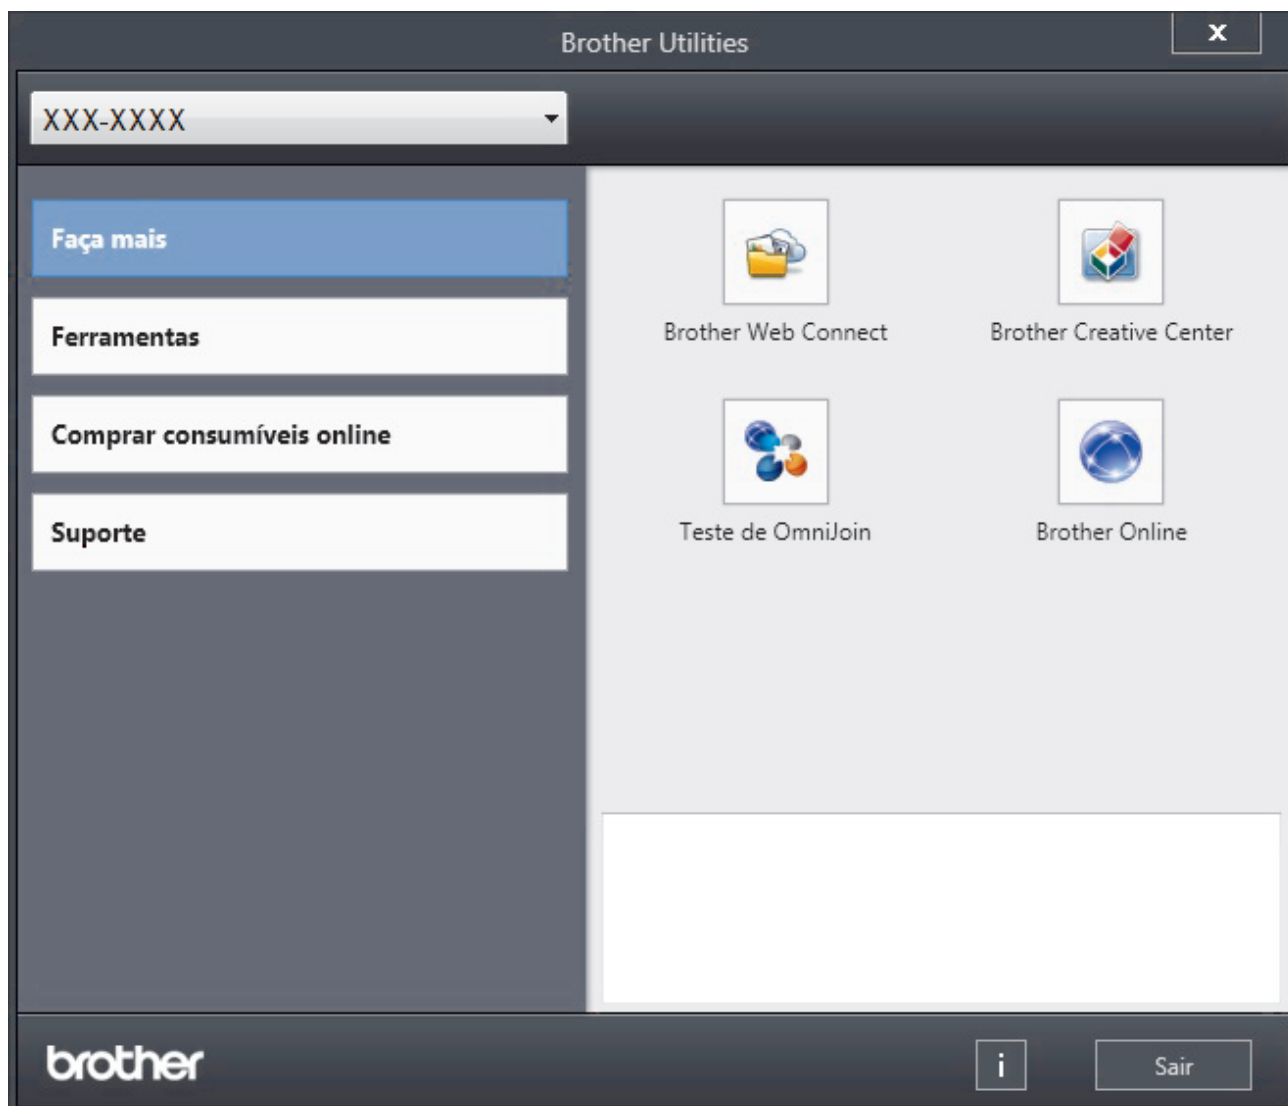 Brother Utilities
x
XXX-XXXX
Faça mais
Ferramentas
Comprar consumíveis online
Suporte
Brother Web Connect
Brother Creative Center
Teste de OmniJoin
Brother Online
brother
i
Sair